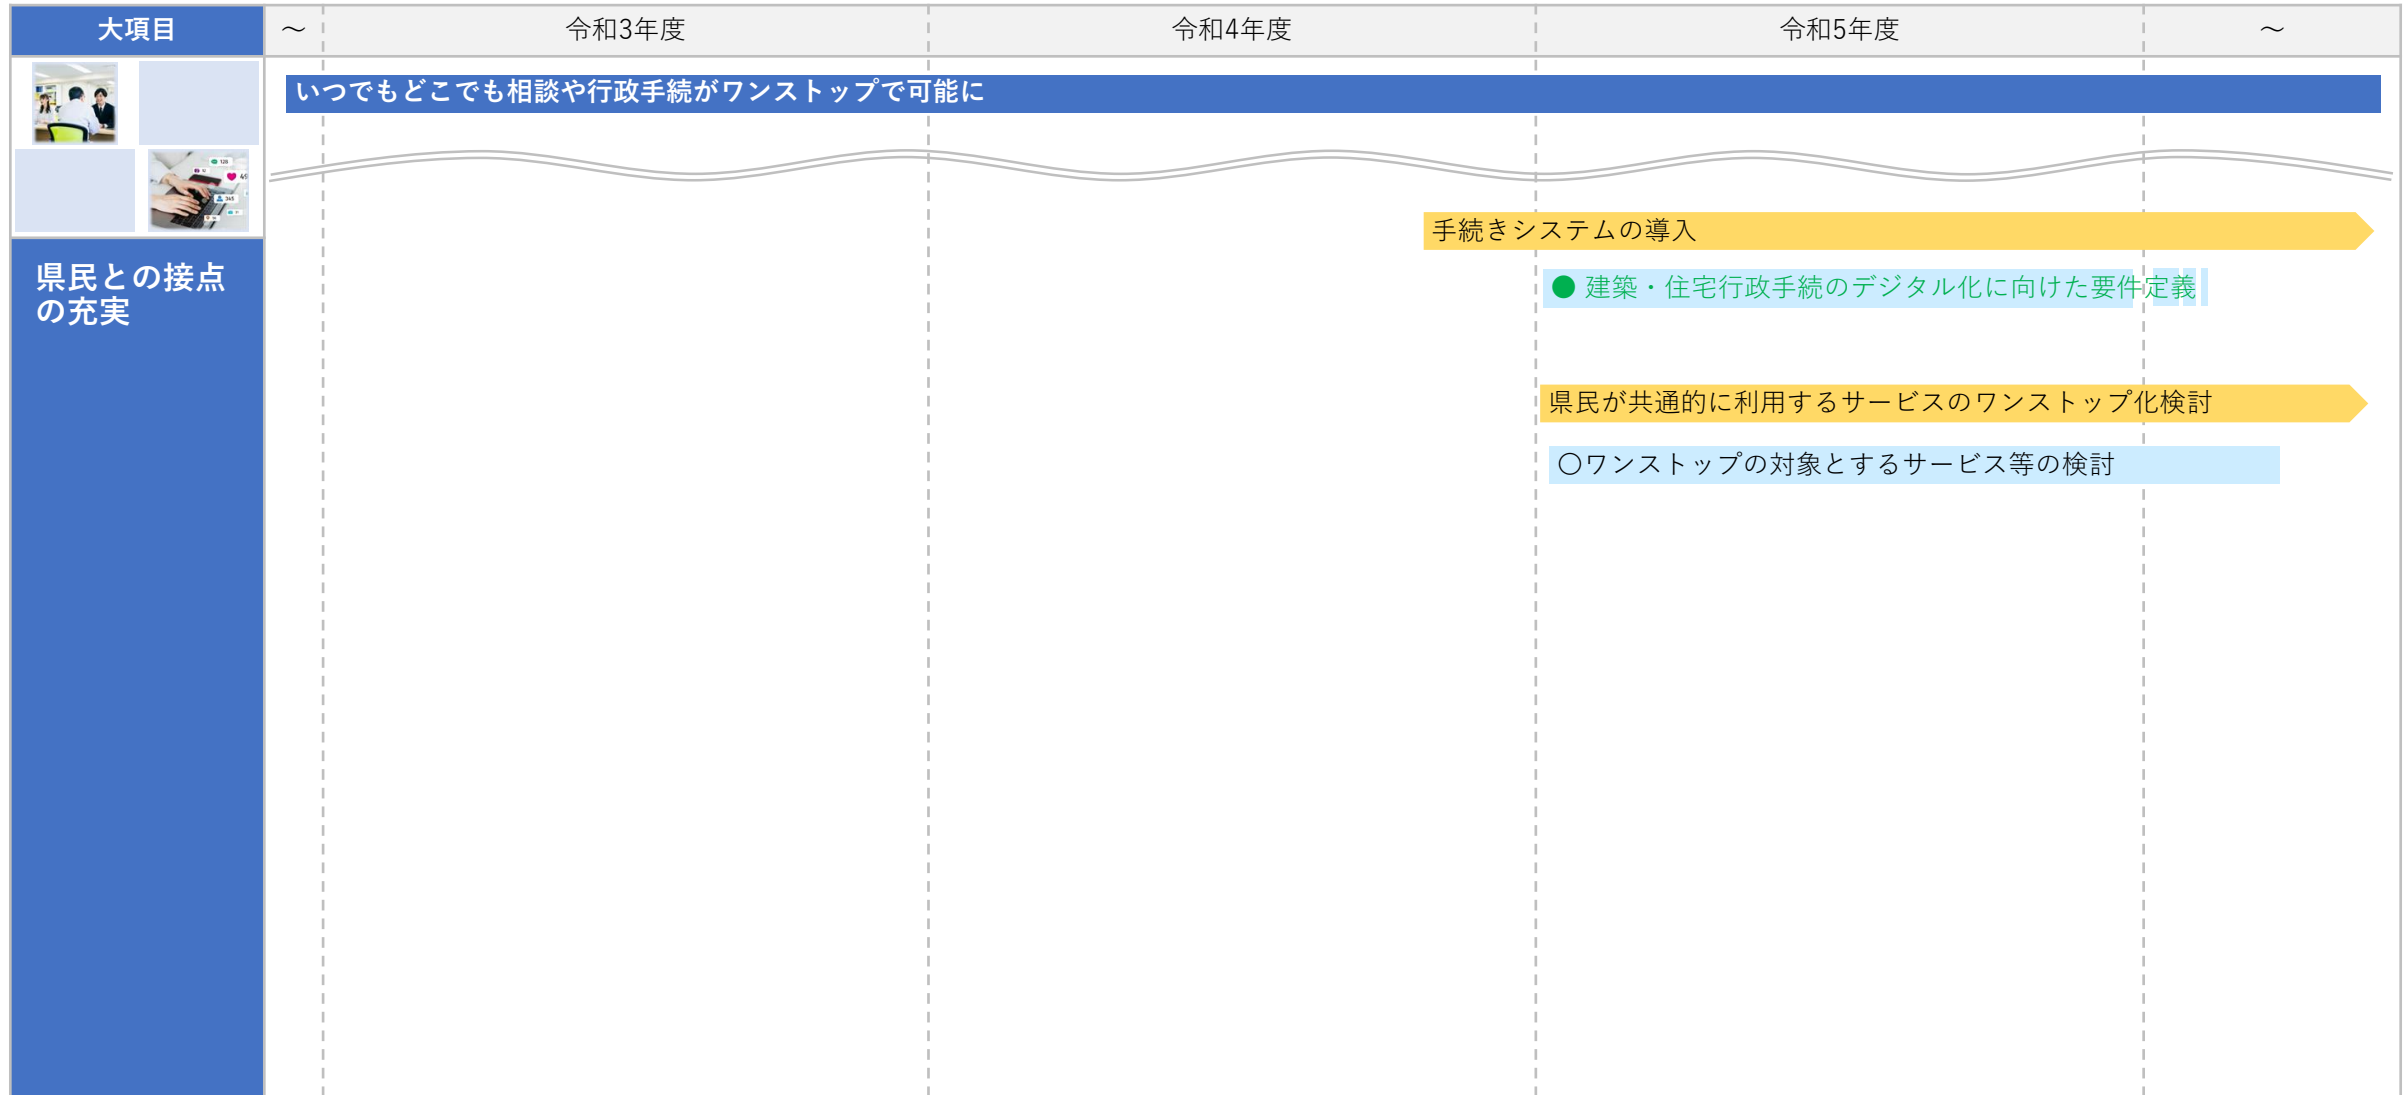 大項目
～
令和3年度
令和4年度
令和5年度
～
いつでもどこでも相談や行政手続がワンストップで可能に
県民との接点
の充実
手続きシステムの導入
● 建築・住宅行政手続のデジタル化に向けた要件定義
県民が共通的に利用するサービスのワンストップ化検討
〇ワンストップの対象とするサービス等の検討
128
49
345